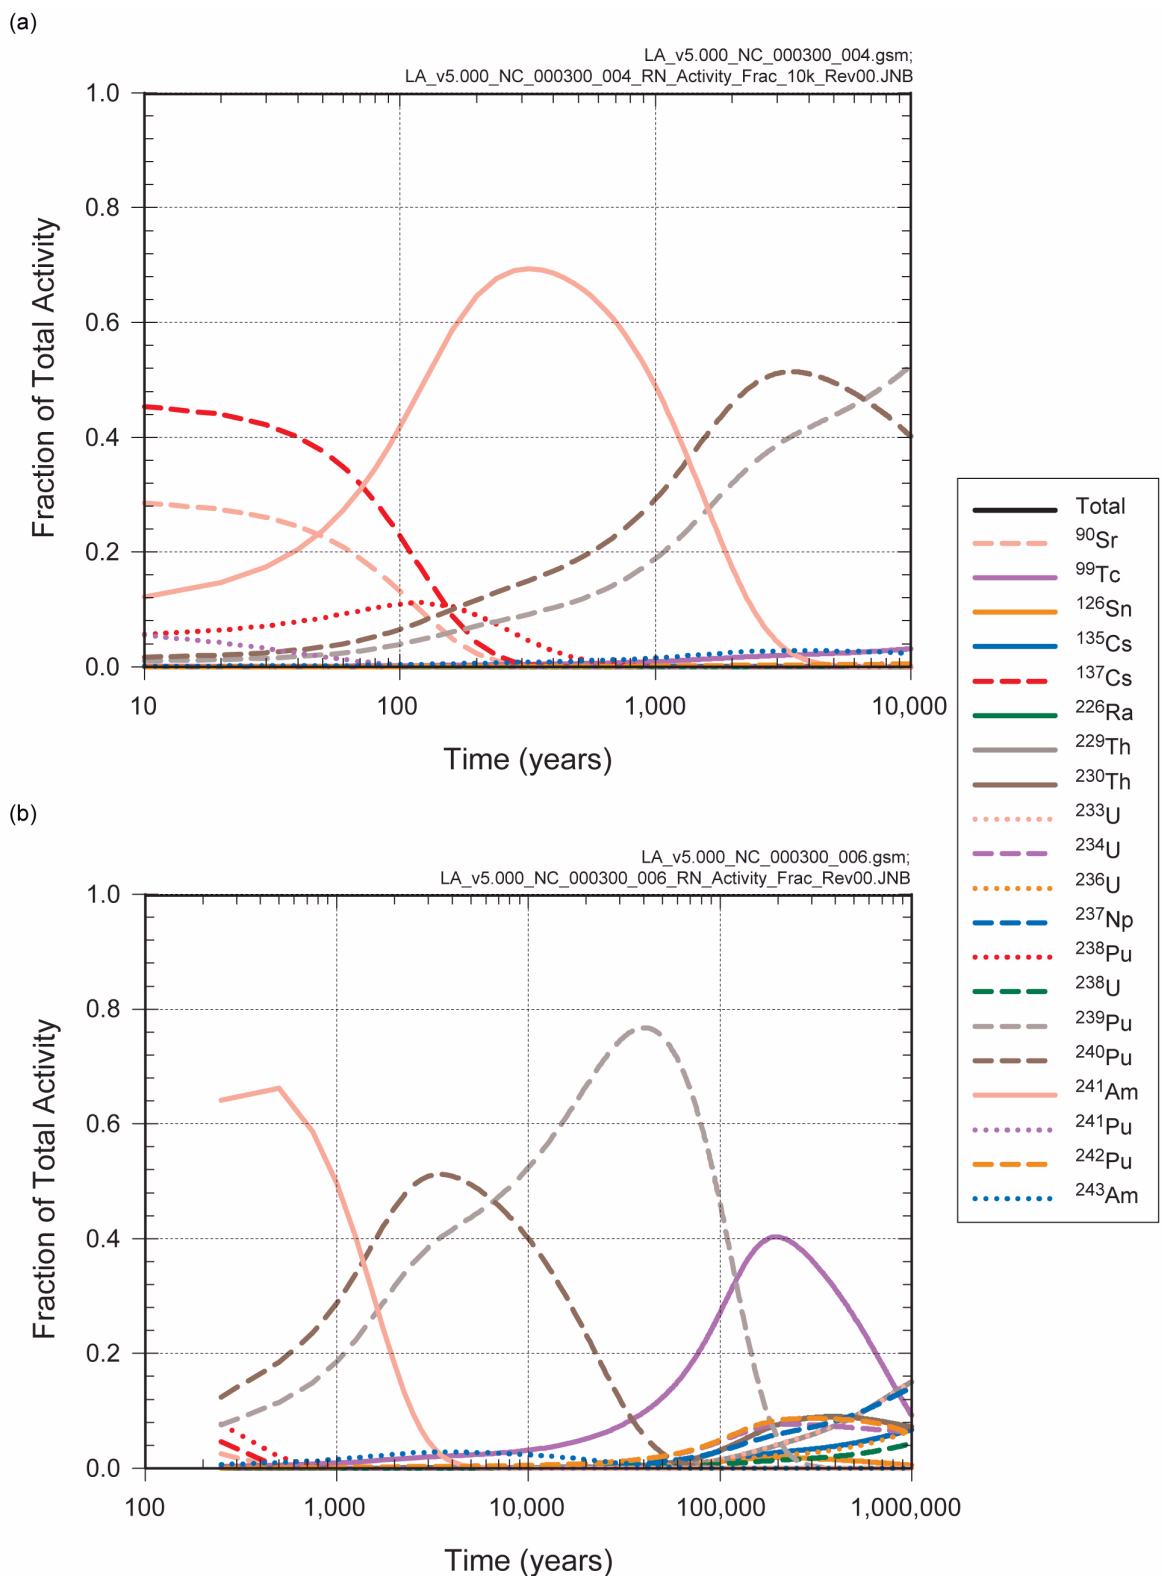 (a)
LA_v5.000_NC_000300_004.gsm;
LA_v5.000_NC_000300_004_RN_Activity_Frac_10k_Rev00.JNB
1.0
0.8
0.6
0.4
0.2
0.0
Fraction of Total Activity
10
100
1,000
10,000
Time (years)
(b)
LA_v5.000_NC_000300_006.gsm;
LA_v5.000_NC_000300_006_RN_Activity_Frac_Rev00.JNB
1.0
0.8
0.6
0.4
0.2
0.0
Fraction of Total Activity
100
1,000
10,000
100,000
1,000,000
Time (years)
Total
⁹⁰Sr
⁹⁹Tc
¹²⁶Sn
¹³⁵Cs
¹³⁷Cs
²²⁶Ra
²²⁹Th
²³⁰Th
²³³U
²³⁴U
²³⁶U
²³⁷Np
²³⁸Pu
²³⁸U
²³⁹Pu
²⁴⁰Pu
²⁴¹Am
²⁴¹Pu
²⁴²Pu
²⁴³Am